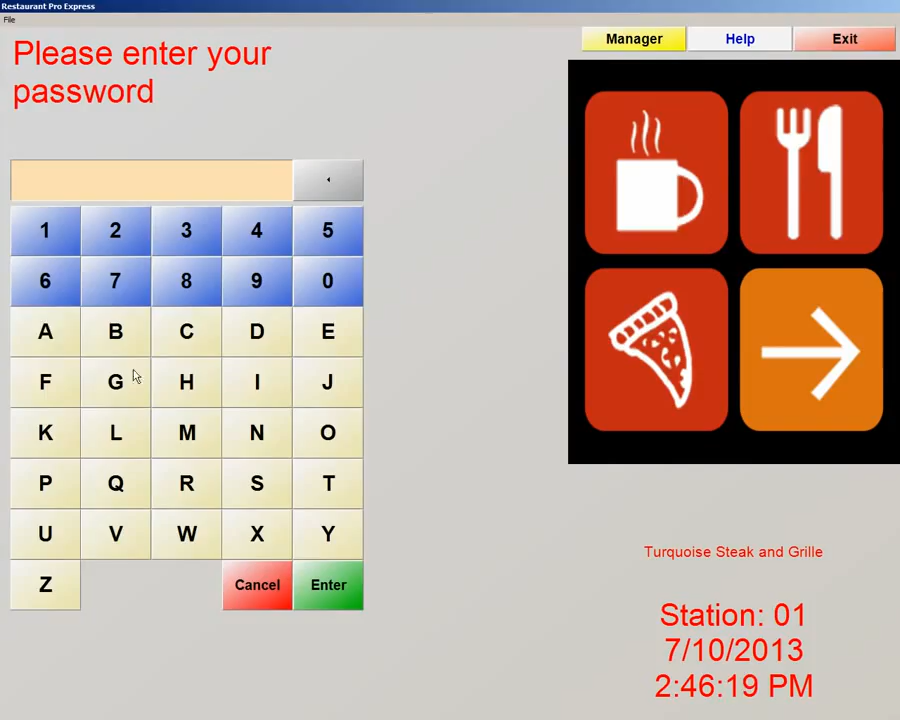 Restaurant Pro Express
File
Please enter your
password
Manager Help Exit
1 2 3 4 5
6 7 8 9 0
A B C D E
F G H I J
K L M N O
P Q R S T
U V W X Y
Z Cancel Enter
Turquoise Steak and Grille
Station: 01
7/10/2013
2:46:19 PM